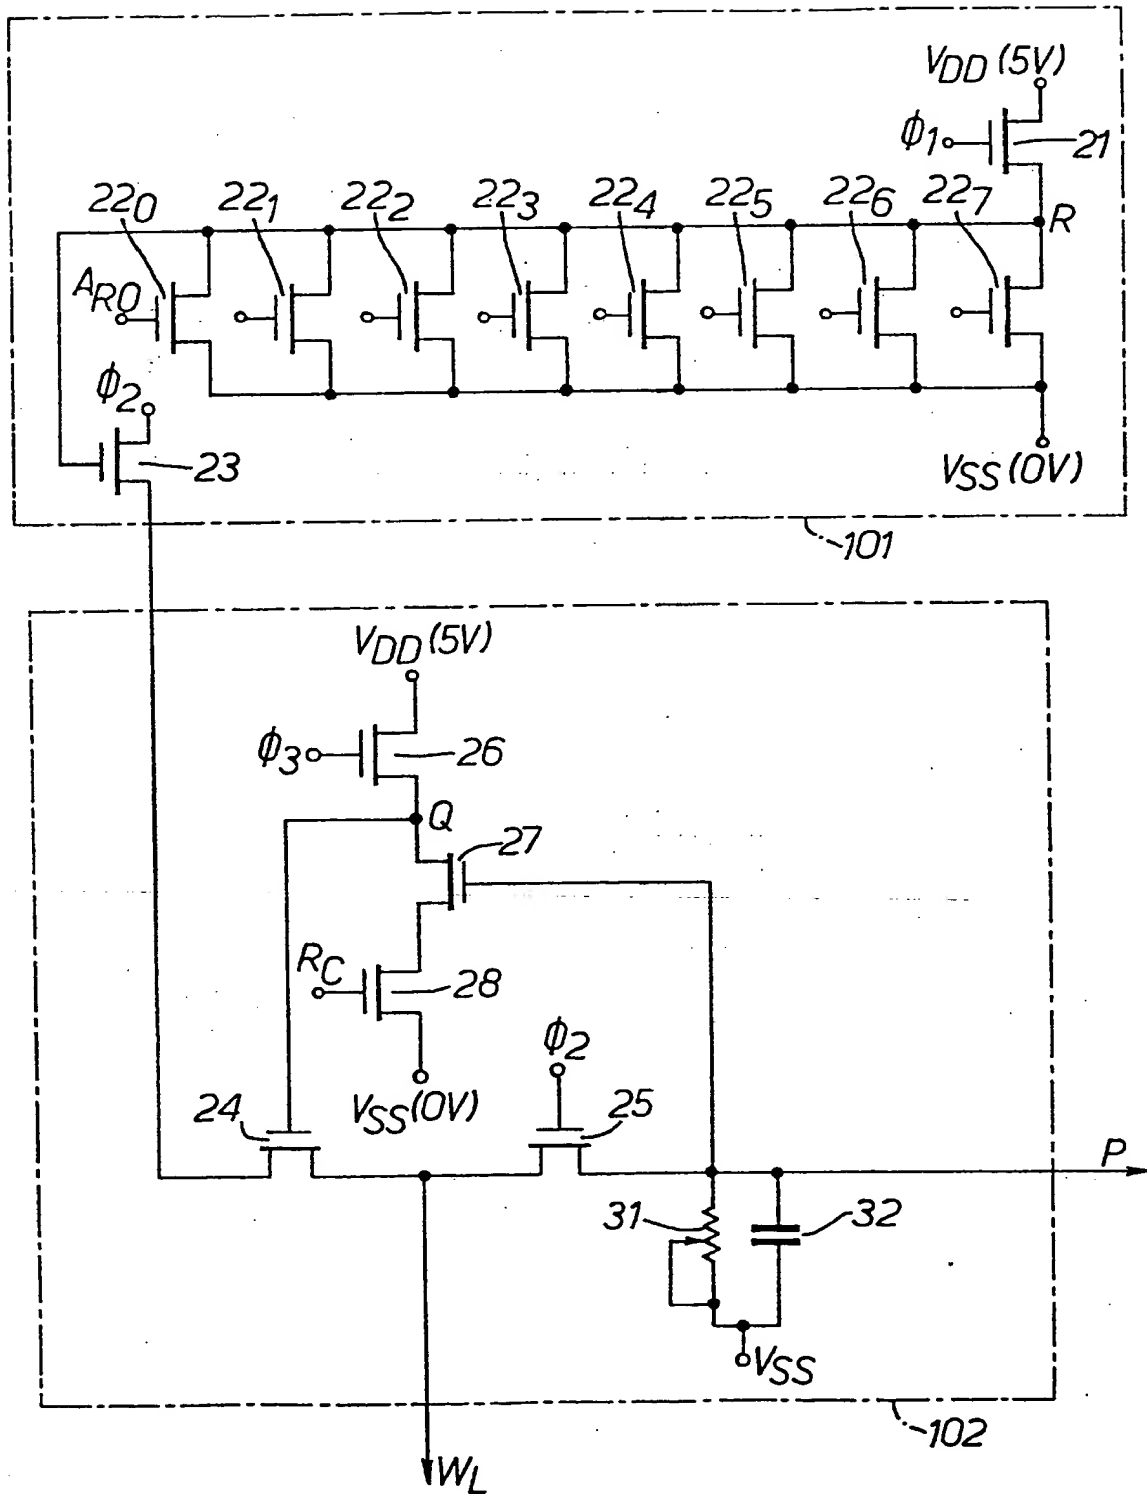 VDD (5V)
ϕ1
21
220
221
222
223
224
225
226
227
R
ARO
ϕ2
23
VSS (0V)
101
VDD (5V)
ϕ3
26
Q
27
RC
28
ϕ2
24
VSS (0V)
25
P
31
32
VSS
102
WL